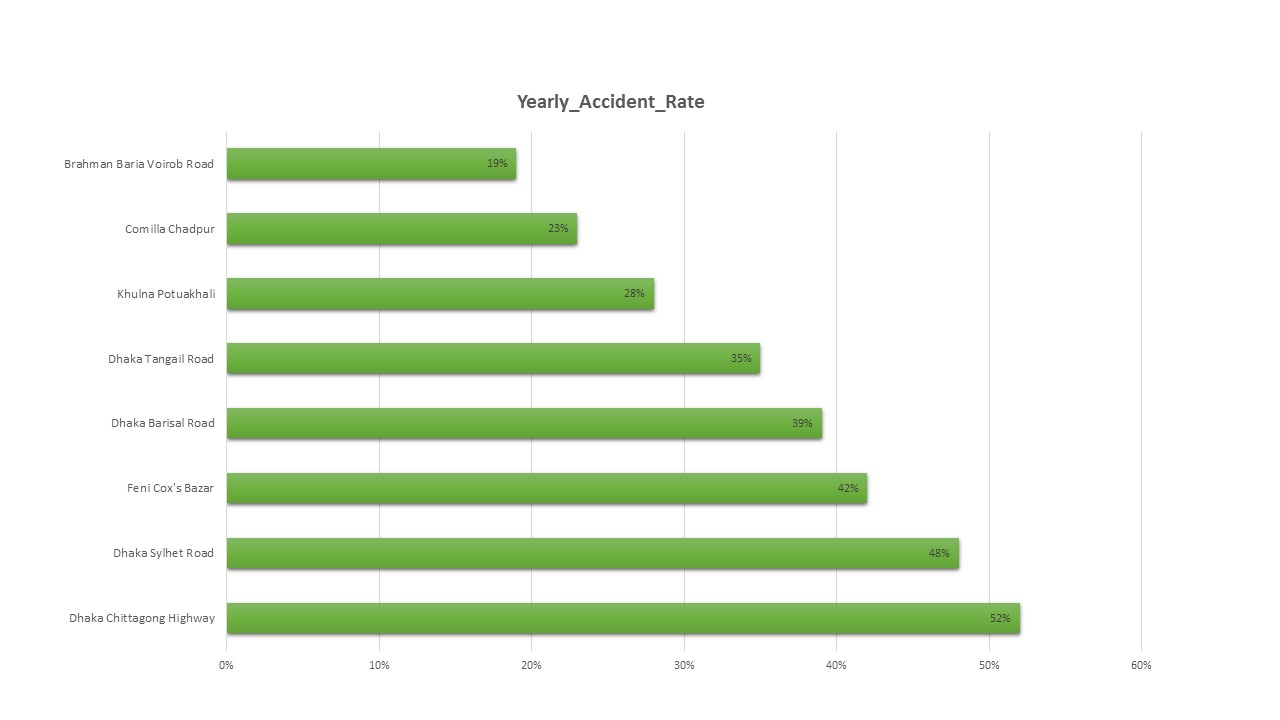 Yearly_Accident_Rate
Brahman Baria Voirob Road 19%
Comilla Chadpur 23%
Khulna Potuakhali 28%
Dhaka Tangail Road 35%
Dhaka Barisal Road 39%
Feni Cox's Bazar 42%
Dhaka Sylhet Road 48%
Dhaka Chittagong Highway 52%
0% 10% 20% 30% 40% 50% 60%